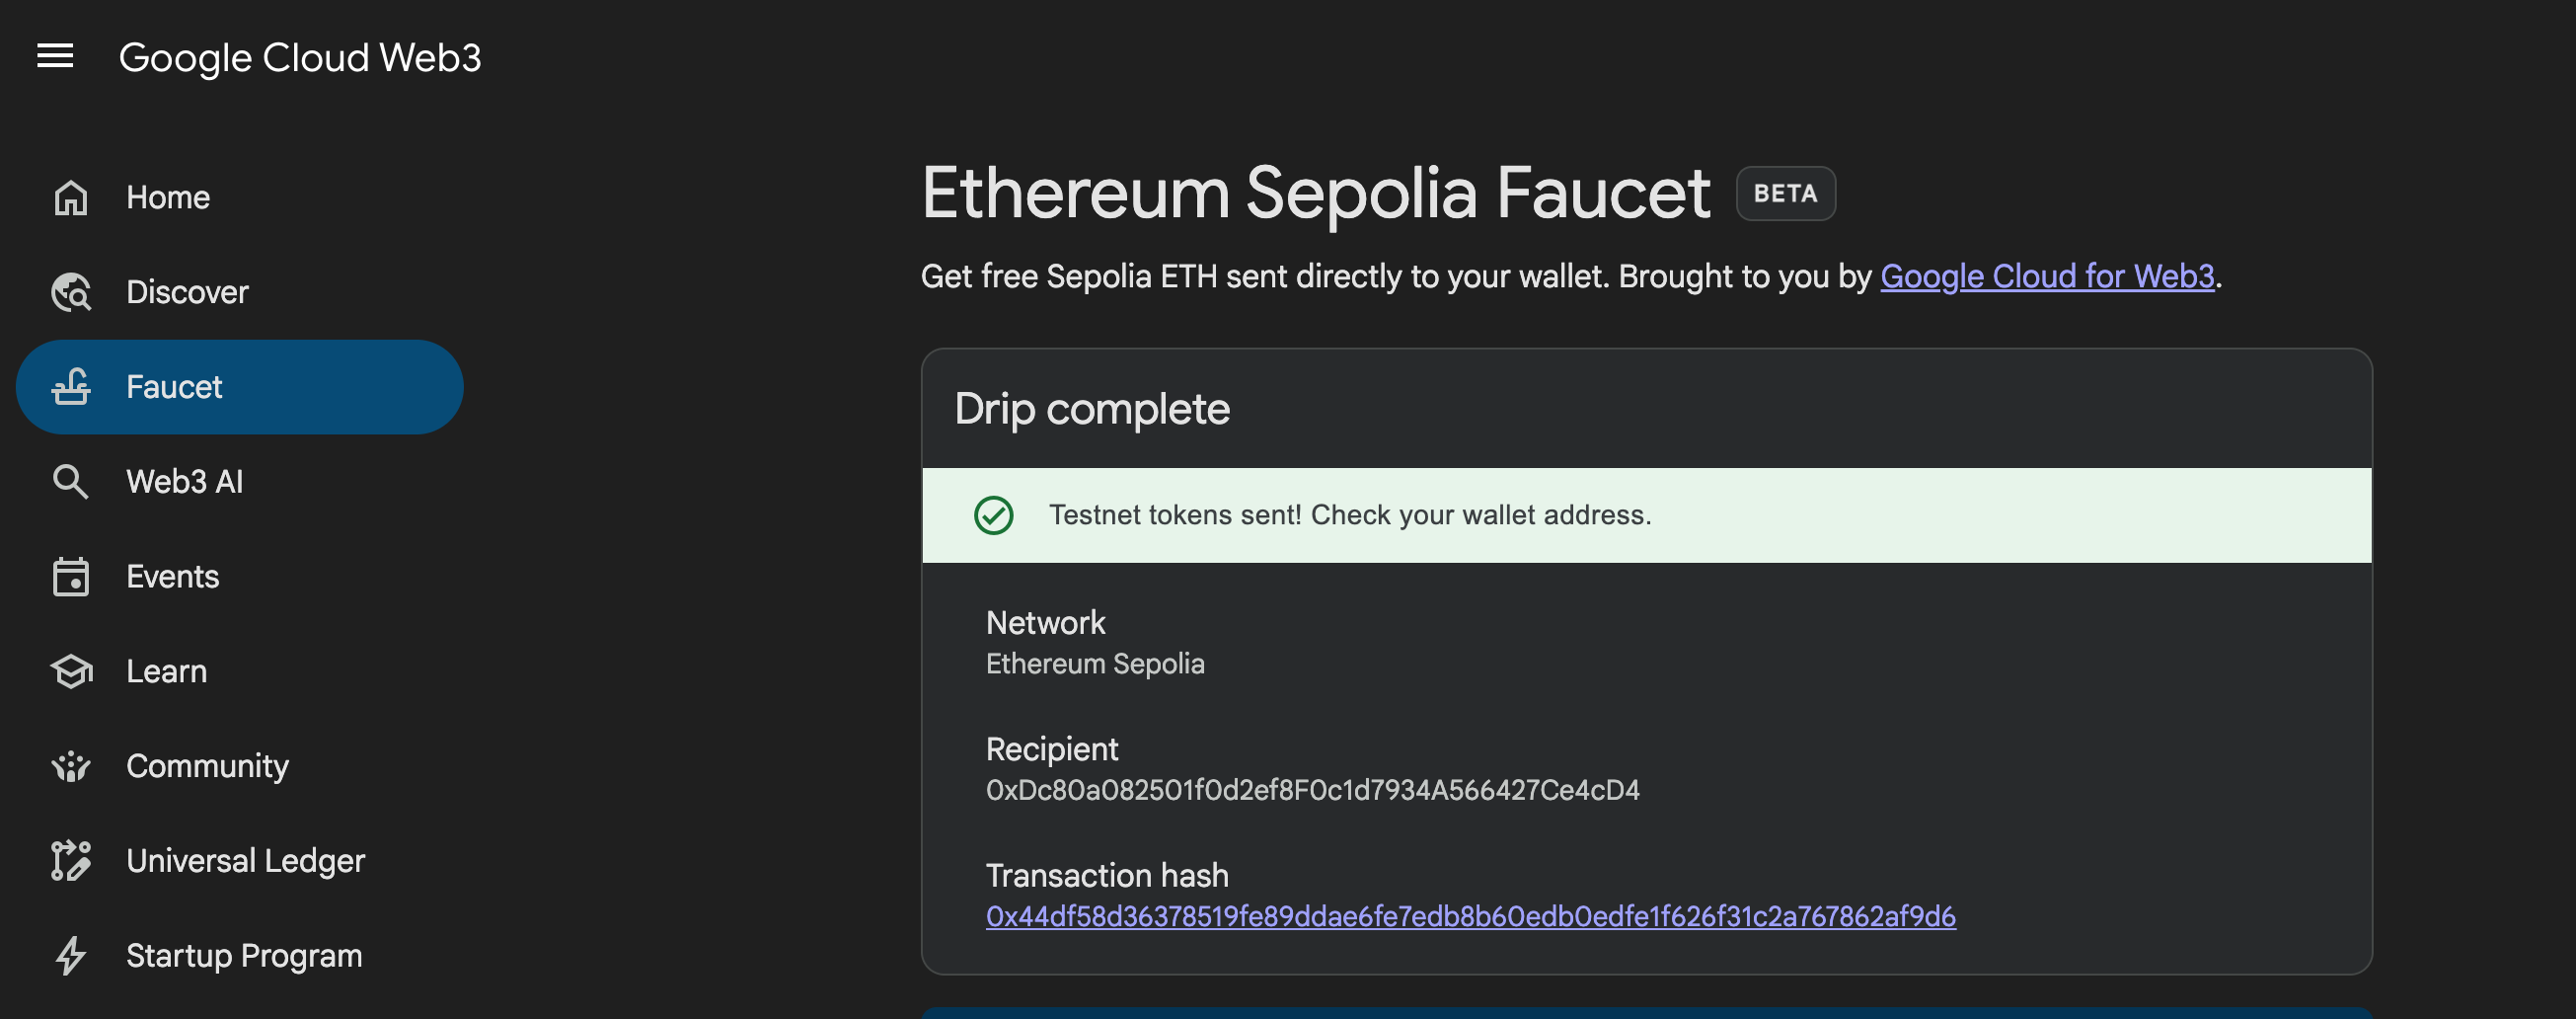 Google Cloud Web3
Home
Discover
Faucet
Web3 AI
Events
Learn
Community
Universal Ledger
Startup Program
Ethereum Sepolia Faucet BETA
Get free Sepolia ETH sent directly to your wallet. Brought to you by Google Cloud for Web3.
Drip complete
Testnet tokens sent! Check your wallet address.
Network
Ethereum Sepolia
Recipient
0xDc80a082501f0d2ef8F0c1d7934A566427Ce4cD4
Transaction hash
0x44df58d36378519fe89ddae6fe7edb8b60edb0edfe1f626f31c2a767862af9d6